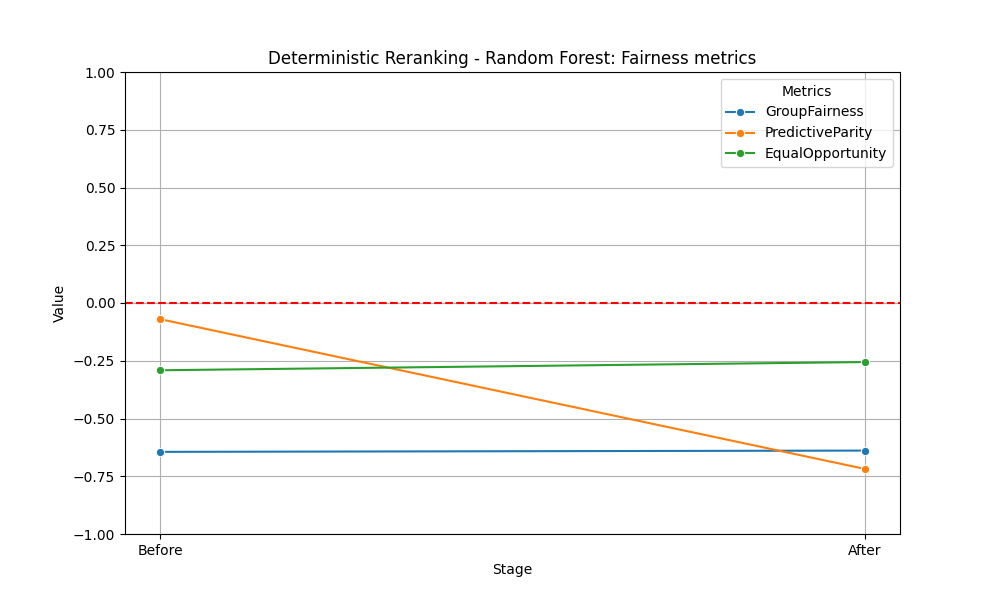 Deterministic Reranking - Random Forest: Fairness metrics
Metrics
GroupFairness
PredictiveParity
EqualOpportunity
1.00
0.75
0.50
0.25
0.00
−0.25
−0.50
−0.75
−1.00
Value
Before
After
Stage